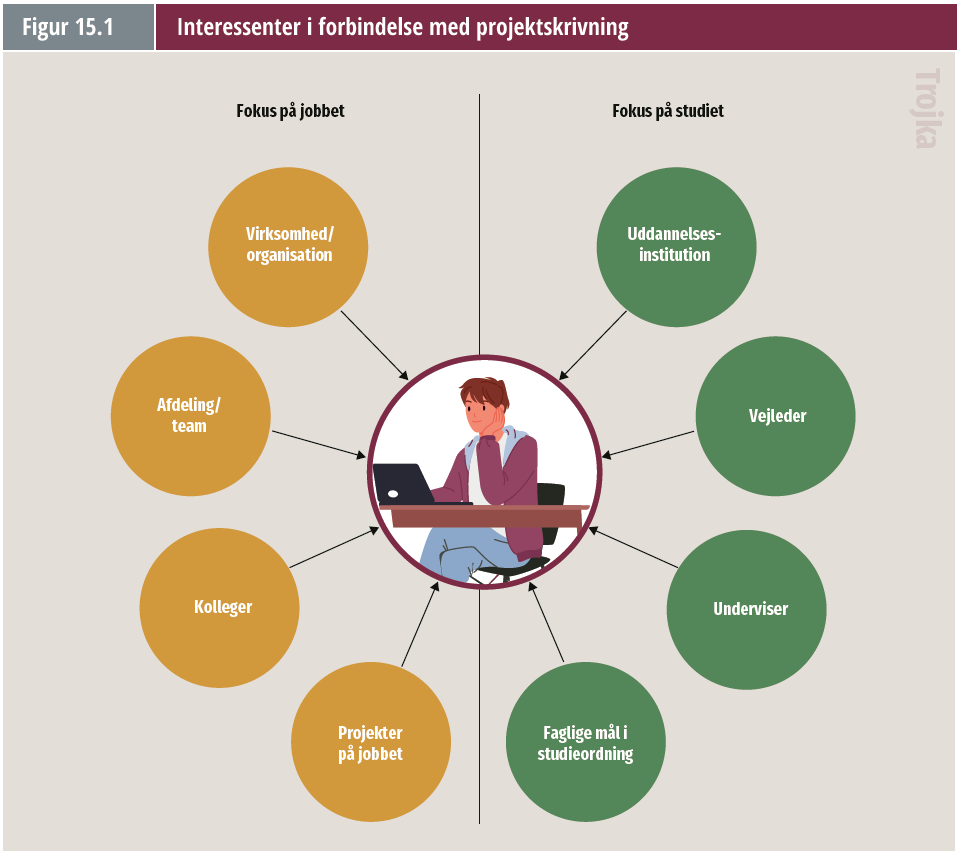 Figur 15.1
Interessenter i forbindelse med projektskrivning
Trojka
Fokus på jobbet
Fokus på studiet
Virksomhed/
organisation
Uddannelses-
institution
Afdeling/
team
Vejleder
Kolleger
Underviser
Projekter
på jobbet
Faglige mål i
studieordning